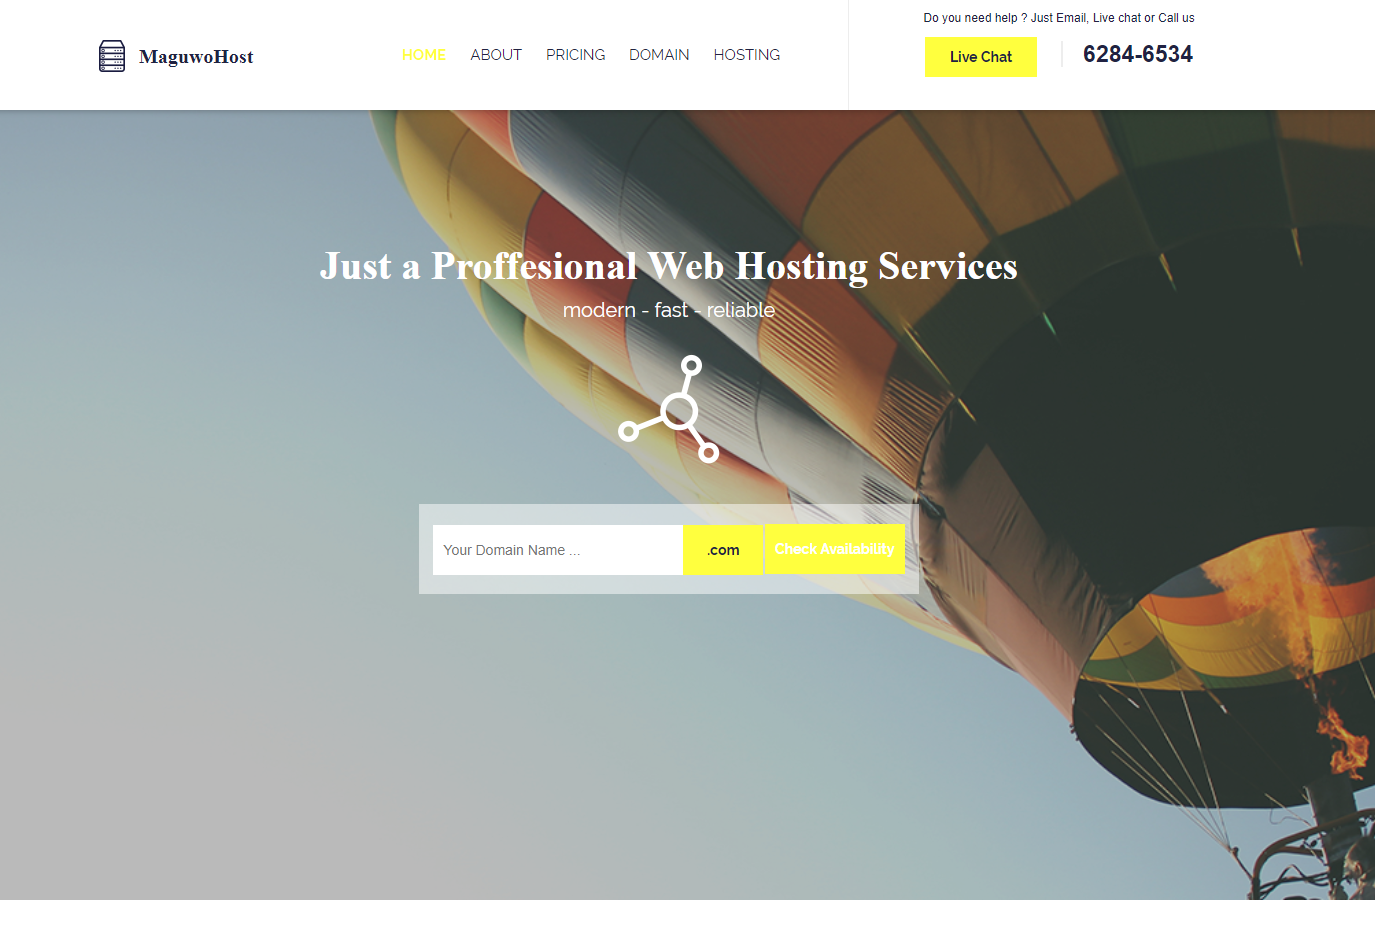 Do you need help ? Just Email, Live chat or Call us
MaguwoHost
HOME ABOUT PRICING DOMAIN HOSTING
Live Chat
6284-6534
Just a Proffesional Web Hosting Services
modern - fast - reliable
Your Domain Name ...
.com
Check Availability